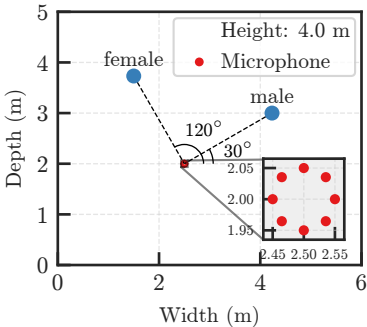 5
4
3
2
1
0
Depth (m)
0
2
4
6
Width (m)
Height: 4.0 m
Microphone
female
male
120°
30°
2.05
2.00
1.95
2.45 2.50 2.55